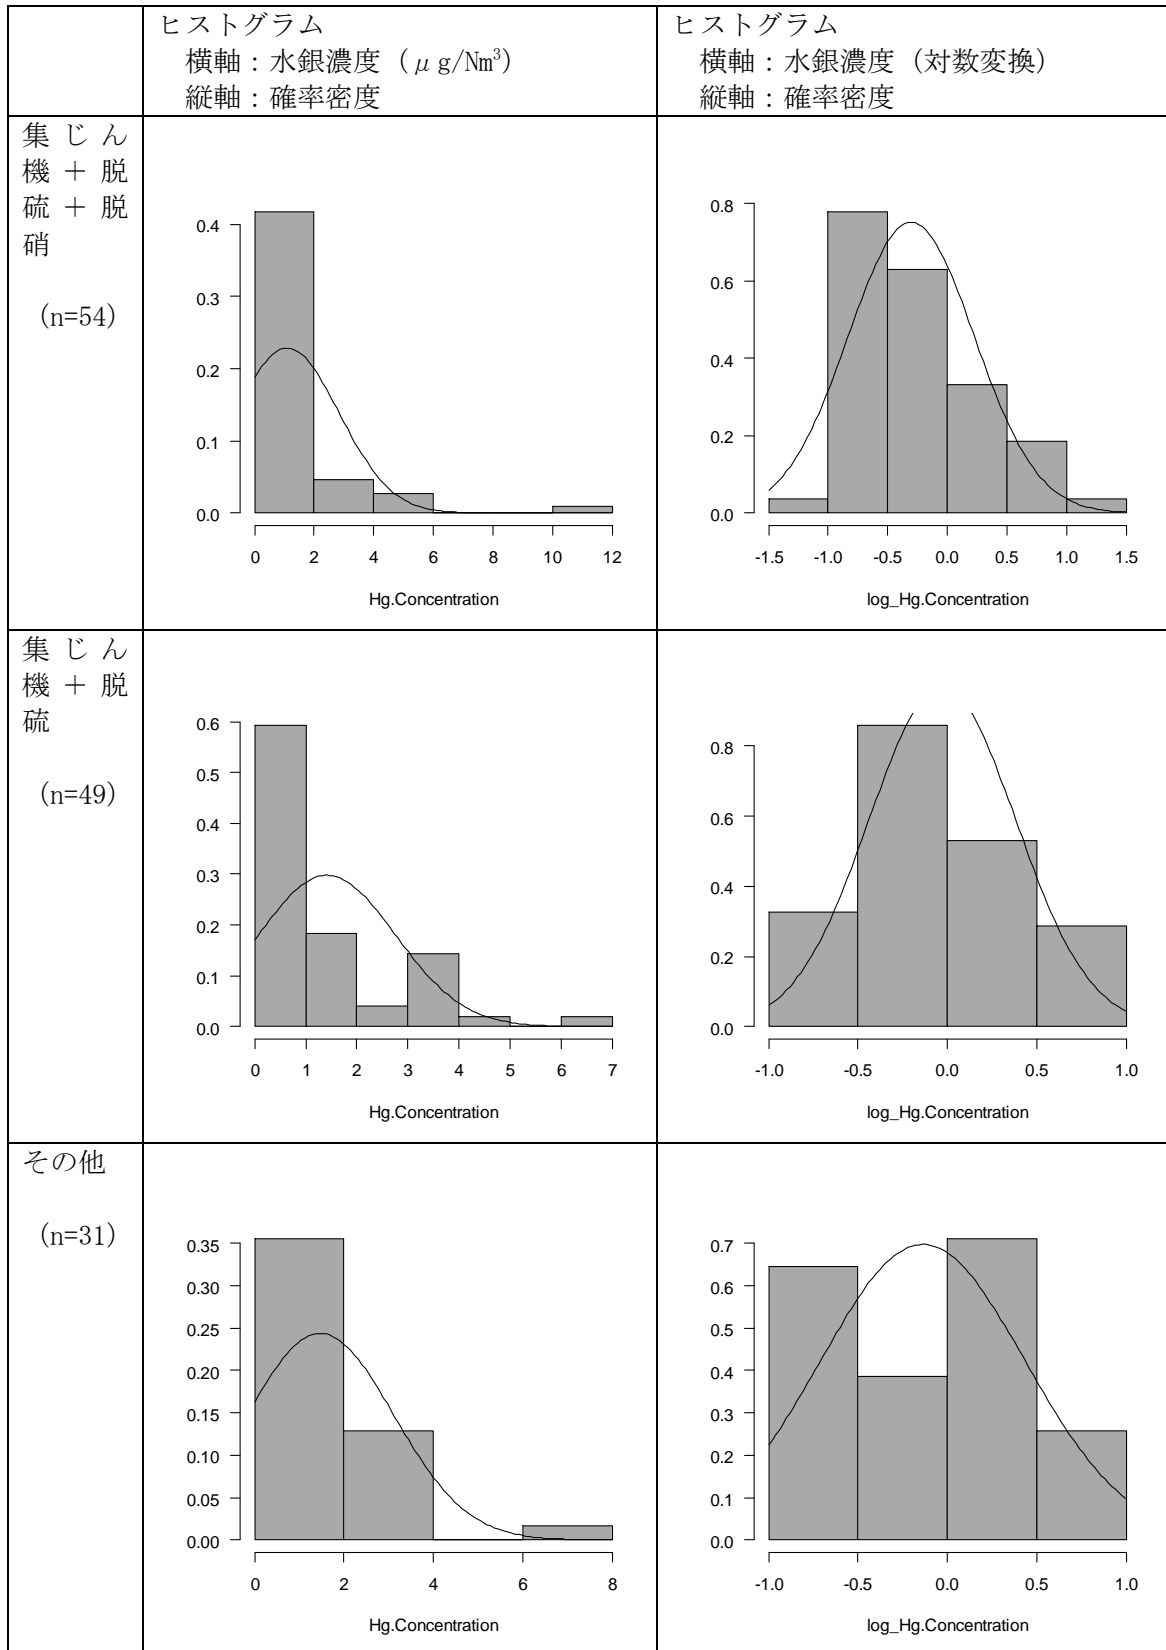 ヒストグラム
横軸：水銀濃度（μg/Nm³）
縦軸：確率密度
ヒストグラム
横軸：水銀濃度（対数変換）
縦軸：確率密度
集じん
機＋脱
硫＋脱
硝
(n=54)
0.4
0.3
0.2
0.1
0.0
0 2 4 6 8 10 12
Hg.Concentration
0.8
0.6
0.4
0.2
0.0
-1.5 -1.0 -0.5 0.0 0.5 1.0 1.5
log_Hg.Concentration
集じん
機＋脱
硫
(n=49)
0.6
0.5
0.4
0.3
0.2
0.1
0.0
0 1 2 3 4 5 6 7
Hg.Concentration
0.8
0.6
0.4
0.2
0.0
-1.0 -0.5 0.0 0.5 1.0
log_Hg.Concentration
その他
(n=31)
0.35
0.30
0.25
0.20
0.15
0.10
0.05
0.00
0 2 4 6 8
Hg.Concentration
0.7
0.6
0.5
0.4
0.3
0.2
0.1
0.0
-1.0 -0.5 0.0 0.5 1.0
log_Hg.Concentration